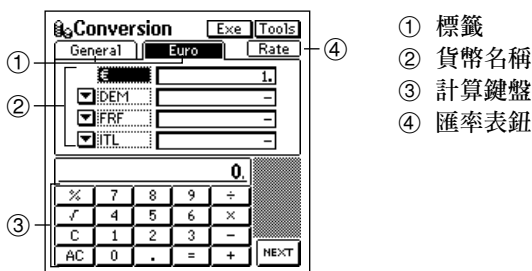 Conversion Exe Tools
General Euro Rate
€ 1.
DEM -
FRF -
ITL -
0.
% 7 8 9 ÷
√ 4 5 6 ×
C 1 2 3 -
AC 0 . = + NEXT
①
②
③
④
① 標籤
② 貨幣名稱
③ 計算鍵盤
④ 匯率表鈕